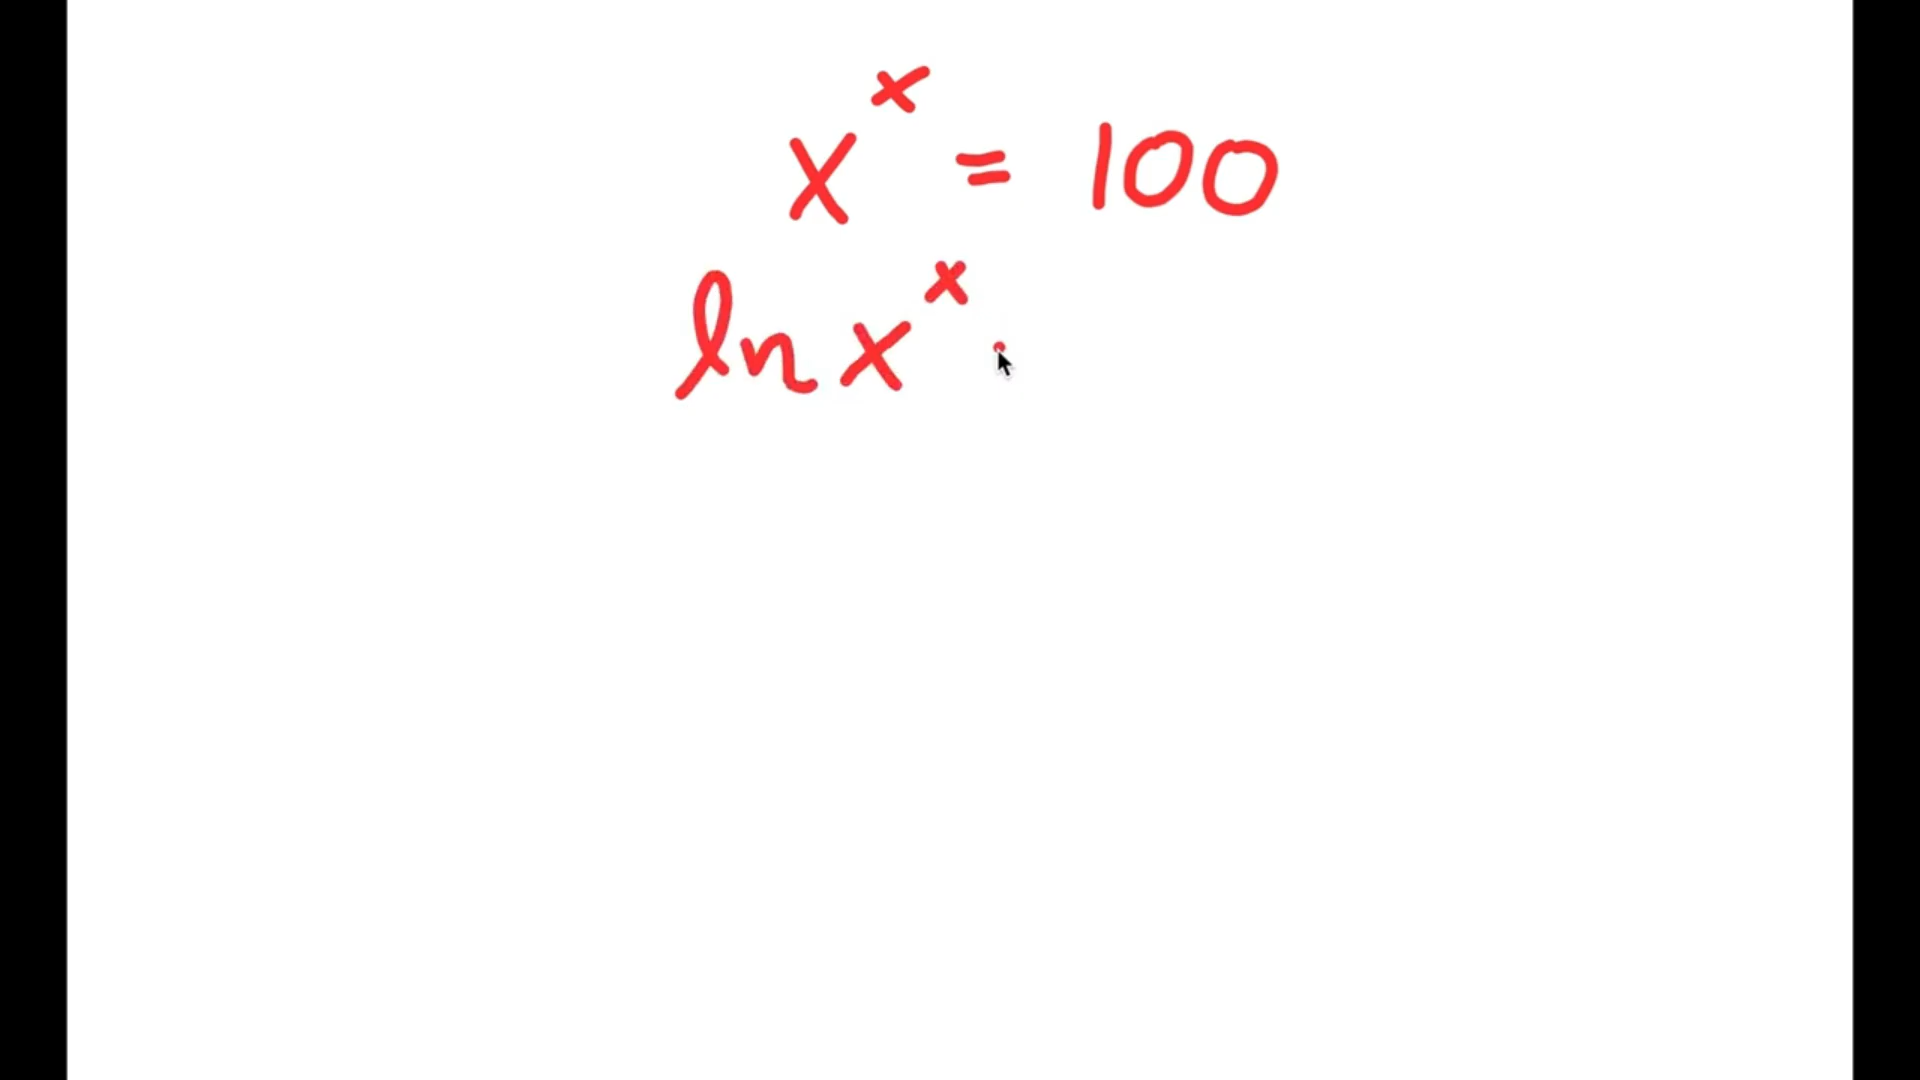 x^x = 100
ln x^x